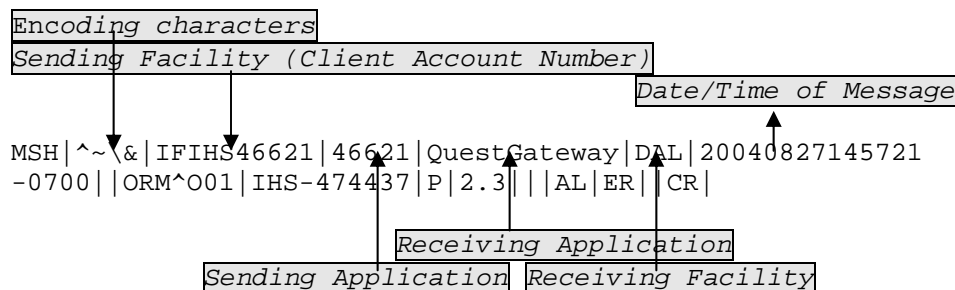 Encoding characters
Sending Facility (Client Account Number)
Date/Time of Message
MSH|^~\&|IFIHS46621|46621|QuestGateway|DAL|20040827145721
-0700||ORM^O01|IHS-474437|P|2.3|||AL|ER||CR|
Receiving Application
Sending Application Receiving Facility